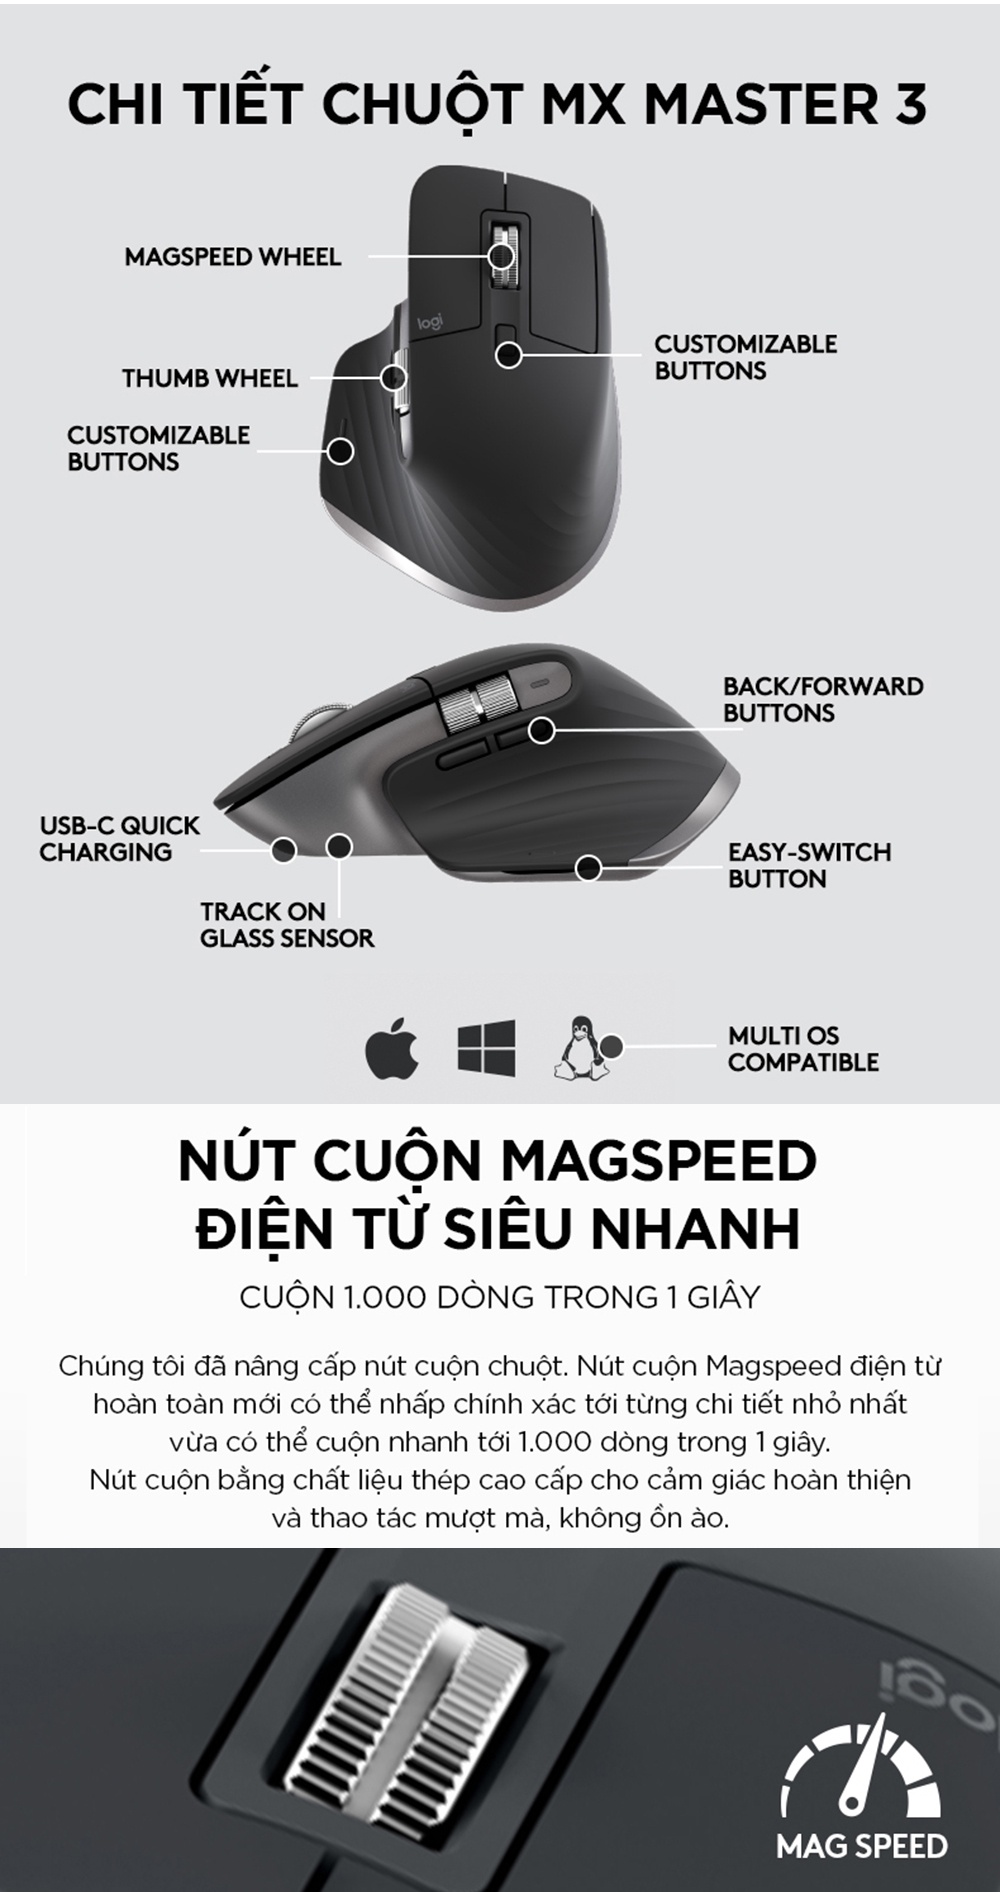 CHI TIẾT CHUỘT MX MASTER 3
MAGSPEED WHEEL
logi
CUSTOMIZABLE
BUTTONS
THUMB WHEEL
CUSTOMIZABLE
BUTTONS
BACK/FORWARD
BUTTONS
USB-C QUICK
CHARGING
EASY-SWITCH
BUTTON
TRACK ON
GLASS SENSOR
MULTI OS
COMPATIBLE
NÚT CUỘN MAGSPEED
ĐIỆN TỪ SIÊU NHANH
CUỘN 1.000 DÒNG TRONG 1 GIÂY
Chúng tôi đã nâng cấp nút cuộn chuột. Nút cuộn Magspeed điện từ
hoàn toàn mới có thể nhấp chính xác tới từng chi tiết nhỏ nhất
vừa có thể cuộn nhanh tới 1.000 dòng trong 1 giây.
Nút cuộn bằng chất liệu thép cao cấp cho cảm giác hoàn thiện
và thao tác mượt mà, không ồn ào.
logi
MAG SPEED